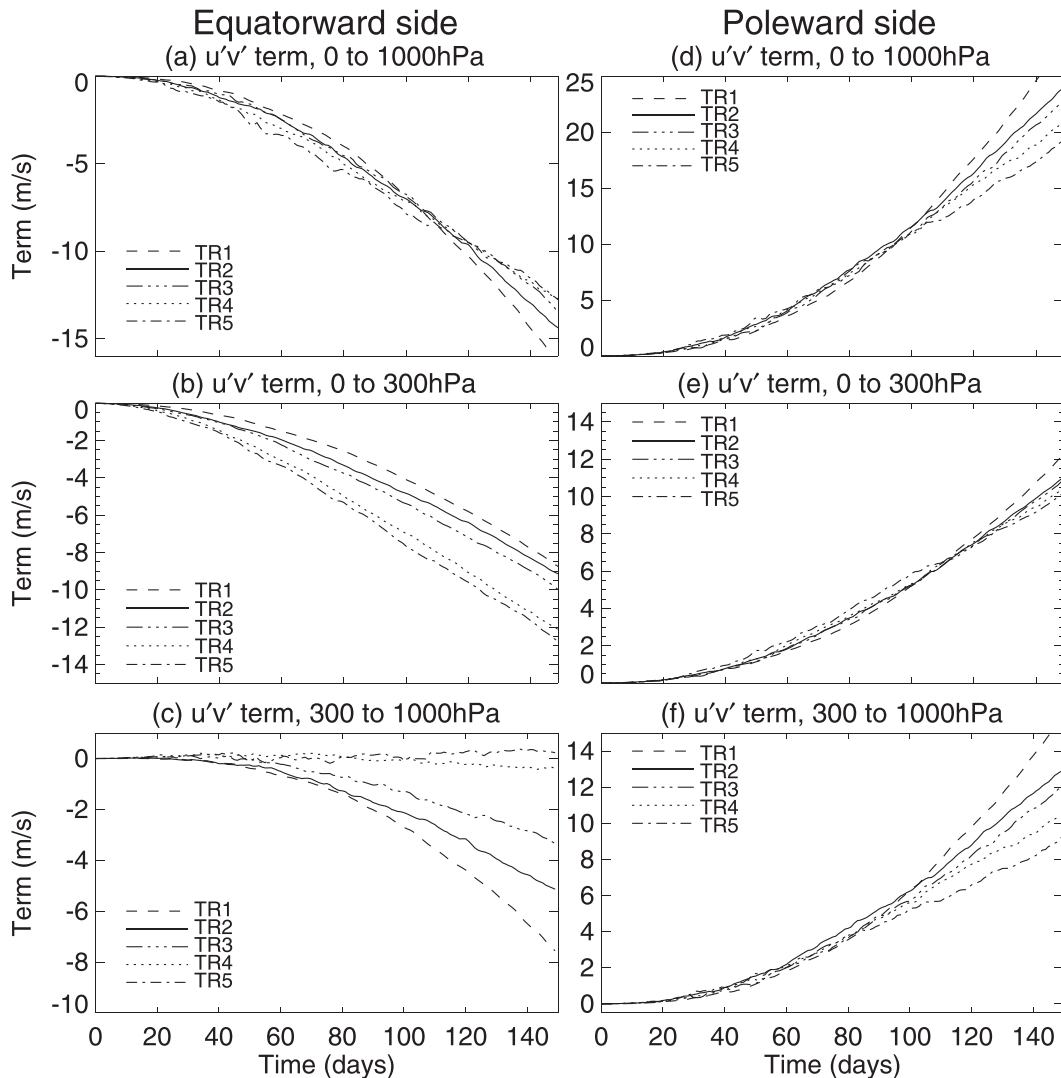 Equatorward side
Poleward side
(a) u′v′ term, 0 to 1000hPa
Term (m/s)
0
-5
-10
-15
TR1
TR2
TR3
TR4
TR5
(d) u′v′ term, 0 to 1000hPa
25
20
15
10
5
0
TR1
TR2
TR3
TR4
TR5
(b) u′v′ term, 0 to 300hPa
Term (m/s)
0
-2
-4
-6
-8
-10
-12
-14
TR1
TR2
TR3
TR4
TR5
(e) u′v′ term, 0 to 300hPa
14
12
10
8
6
4
2
0
TR1
TR2
TR3
TR4
TR5
(c) u′v′ term, 300 to 1000hPa
Term (m/s)
0
-2
-4
-6
-8
-10
TR1
TR2
TR3
TR4
TR5
0 20 40 60 80 100 120 140
Time (days)
(f) u′v′ term, 300 to 1000hPa
14
12
10
8
6
4
2
0
TR1
TR2
TR3
TR4
TR5
0 20 40 60 80 100 120 140
Time (days)